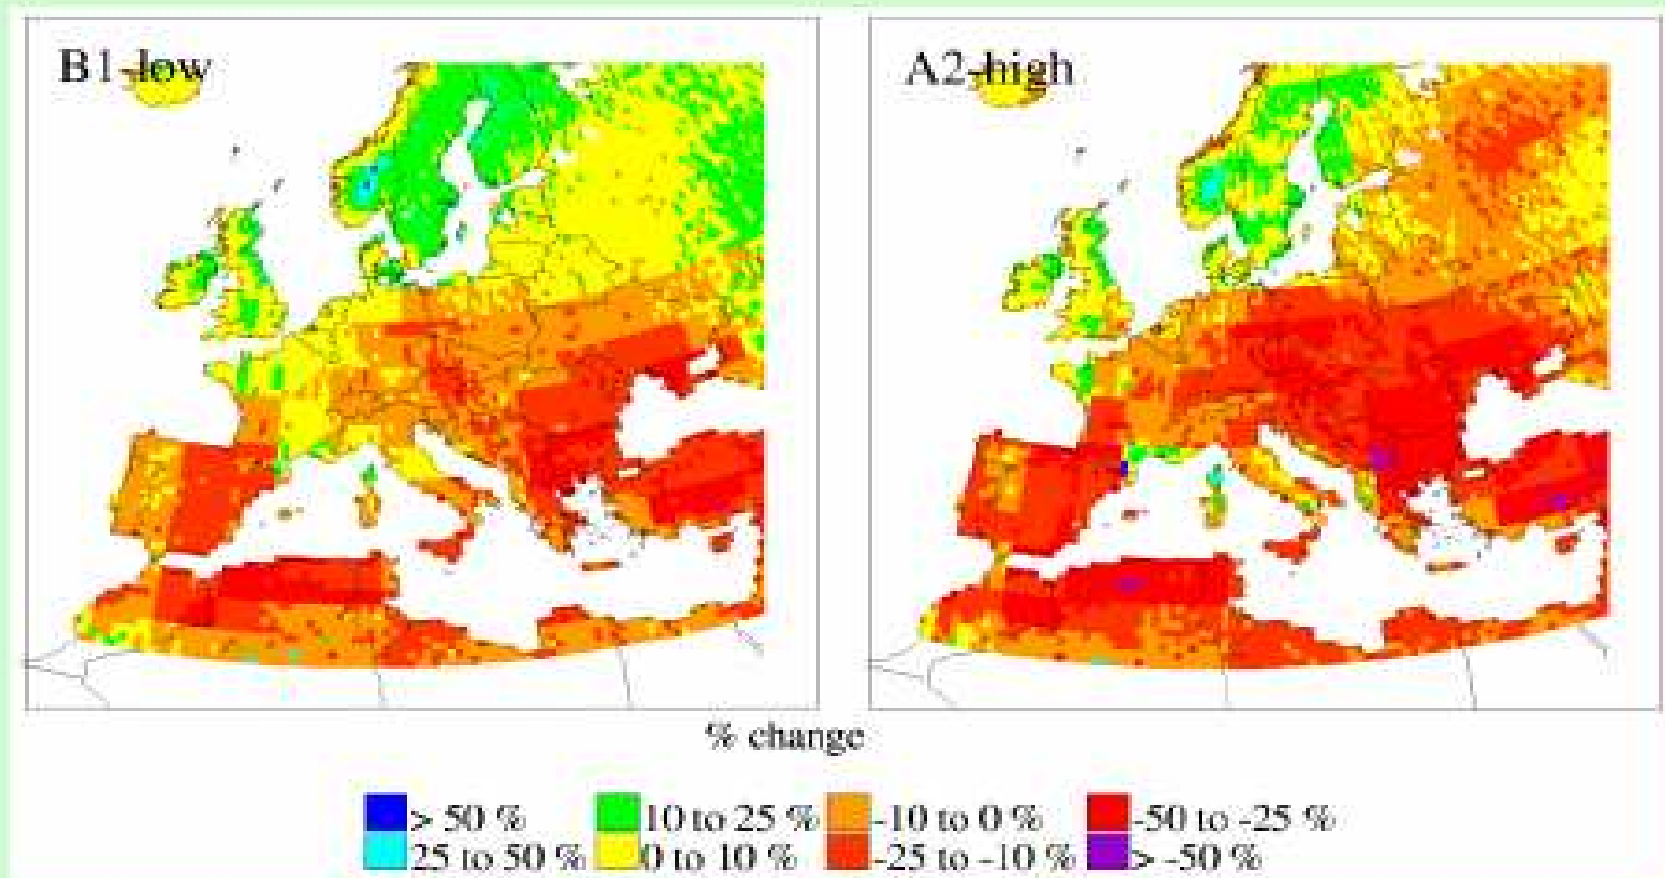 B1-low
A2-high
% change
> 50 %
10 to 25 %
-10 to 0 %
-50 to -25 %
25 to 50 %
0 to 10 %
-25 to -10 %
> -50 %